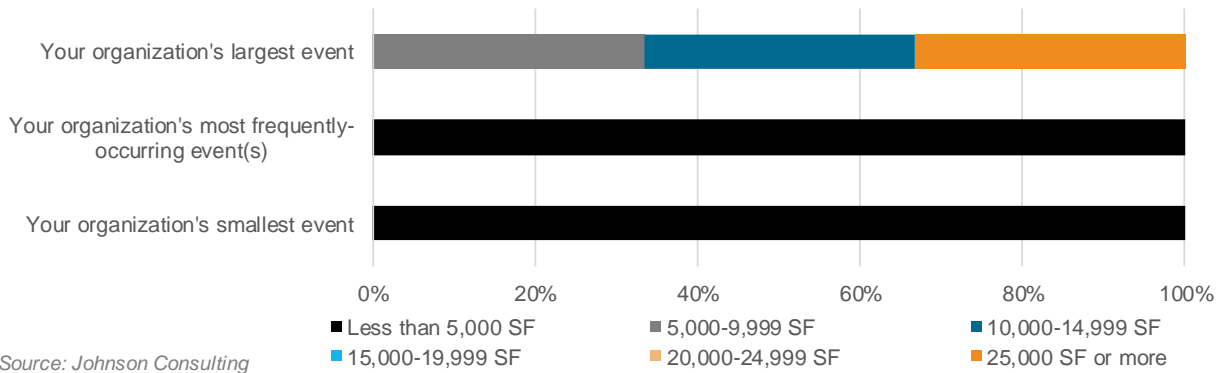 Your organization's largest event
Your organization's most frequently-
occurring event(s)
Your organization's smallest event
0% 20% 40% 60% 80% 100%
Less than 5,000 SF 5,000-9,999 SF 10,000-14,999 SF
15,000-19,999 SF 20,000-24,999 SF 25,000 SF or more
Source: Johnson Consulting